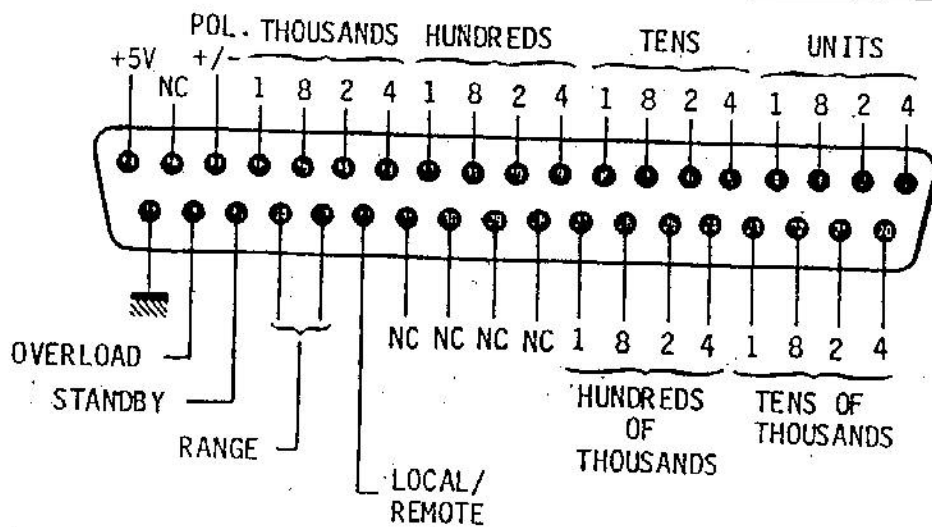 POL. THOUSANDS HUNDREDS TENS UNITS
+5V NC +/- 1 8 2 4 1 8 2 4 1 8 2 4 1 8 2 4
NC NC NC NC 1 8 2 4 1 8 2 4
OVERLOAD
STANDBY
RANGE
LOCAL/
REMOTE
HUNDREDS
OF
THOUSANDS
TENS OF
THOUSANDS